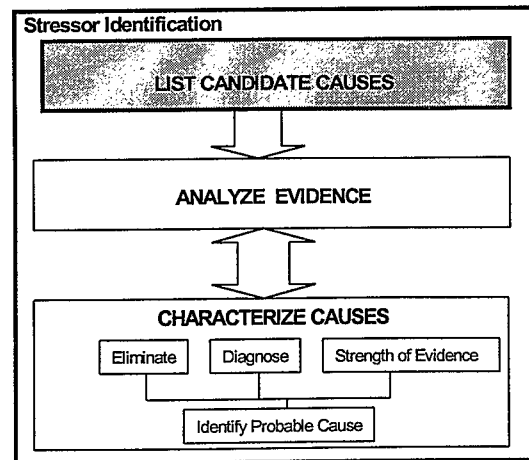 Stressor Identification
LIST CANDIDATE CAUSES
ANALYZE EVIDENCE
CHARACTERIZE CAUSES
Eliminate
Diagnose
Strength of Evidence
Identify Probable Cause